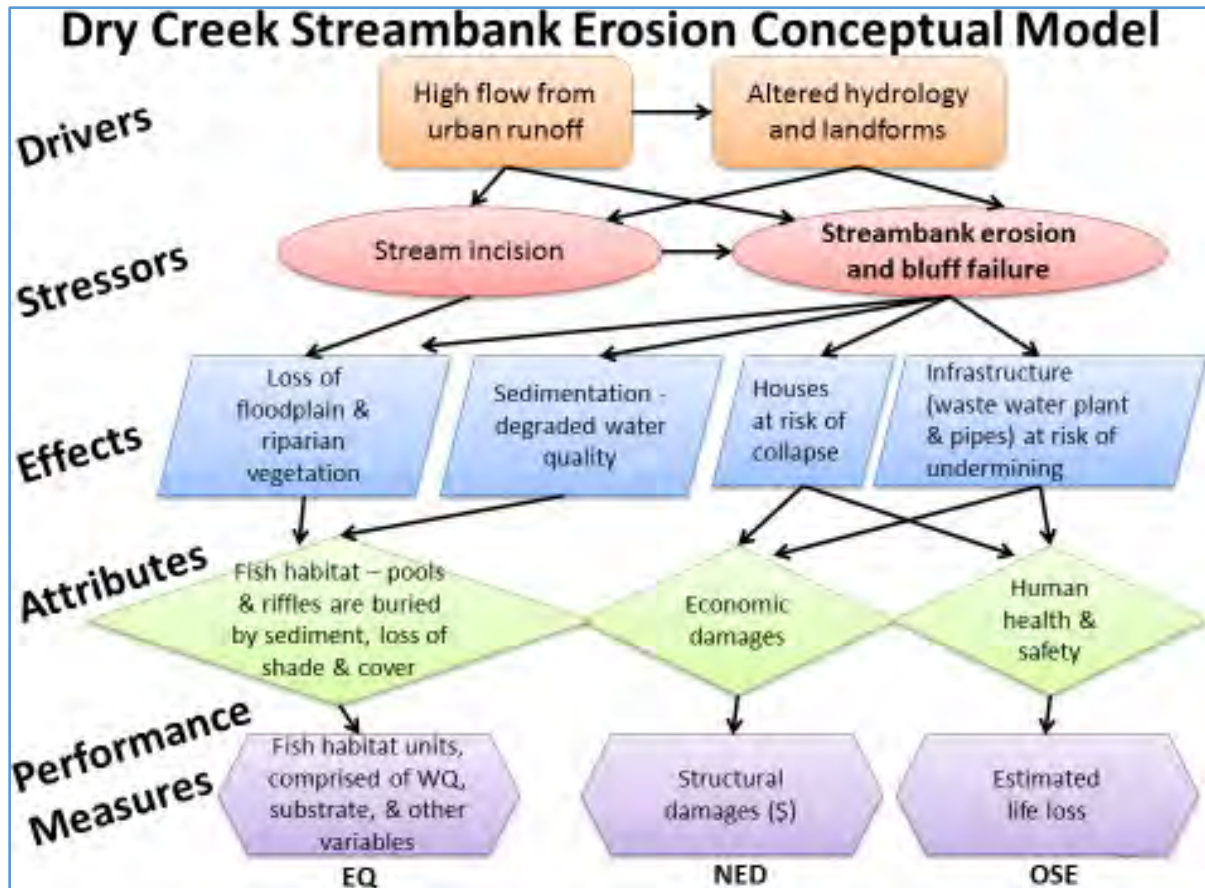 Dry Creek Streambank Erosion Conceptual Model
Drivers
High flow from
urban runoff
Altered hydrology
and landforms
Stressors
Stream incision
Streambank erosion
and bluff failure
Effects
Loss of
floodplain &
riparian
vegetation
Sedimentation -
degraded water
quality
Houses
at risk of
collapse
Infrastructure
(waste water plant
& pipes) at risk of
undermining
Attributes
Fish habitat – pools
& riffles are buried
by sediment, loss of
shade & cover
Economic
damages
Human
health &
safety
Performance
Measures
Fish habitat units,
comprised of WQ,
substrate, & other
variables
Structural
damages ($)
Estimated
life loss
EQ
NED
OSE